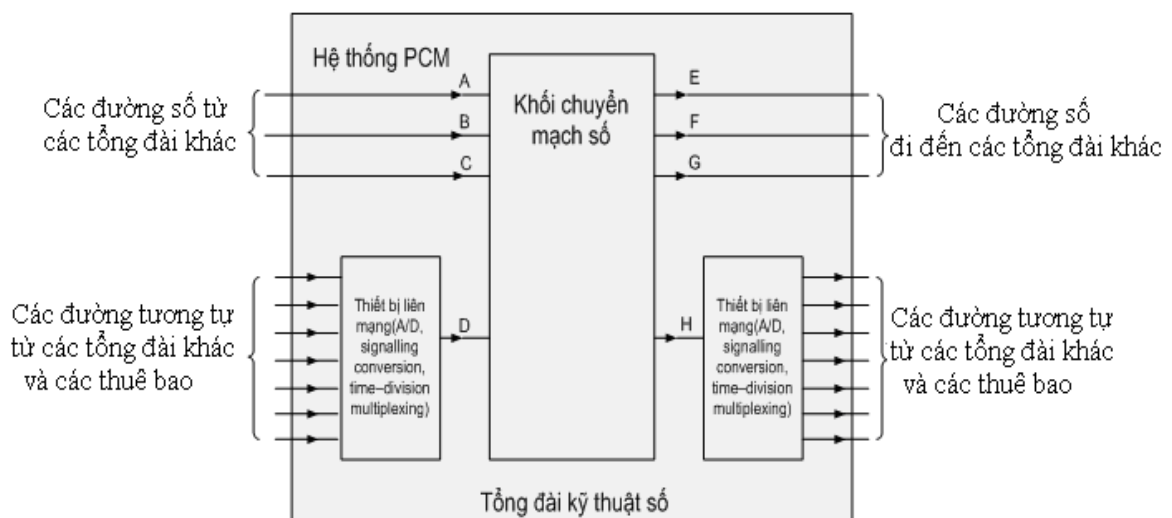 Hệ thống PCM
Các đường số từ
các tổng đài khác
A
B
C
Khối chuyển
mạch số
E
F
G
Các đường số
đi đến các tổng đài khác
Các đường tương tự
từ các tổng đài khác
và các thuê bao
Thiết bị liên
mạng(A/D,
signalling
conversion,
time–division
multiplexing)
D
H
Thiết bị liên
mạng(A/D,
signalling
conversion,
time–division
multiplexing)
Các đường tương tự
từ các tổng đài khác
và các thuê bao
Tổng đài kỹ thuật số